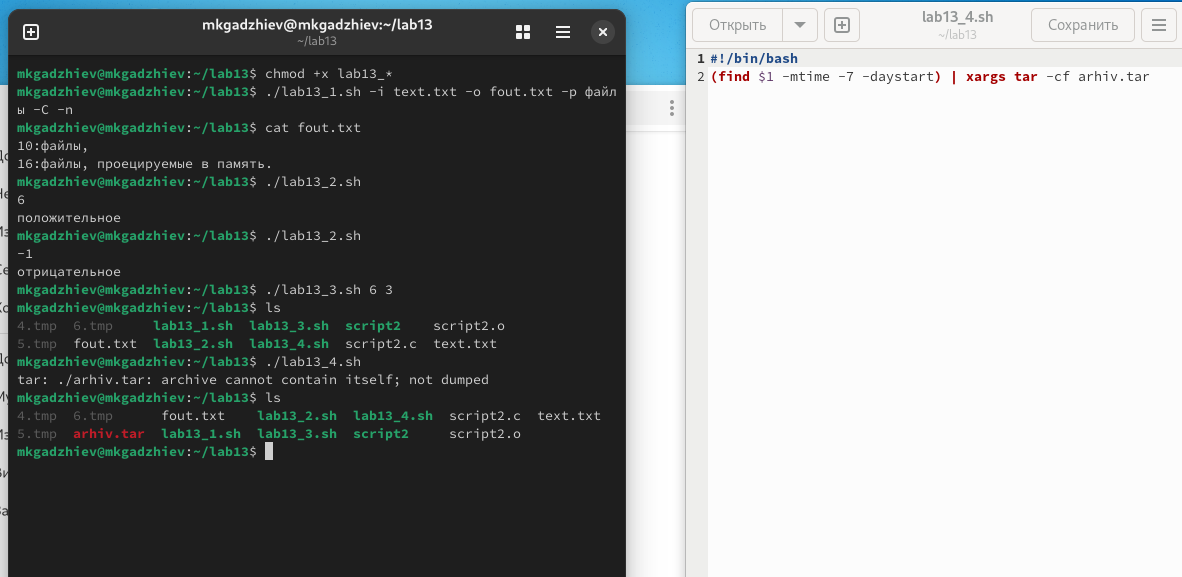 mkgadzhiev@mkgadzhiev:~/lab13
~/lab13
mkgadzhiev@mkgadzhiev:~/lab13$ chmod +x lab13_*
mkgadzhiev@mkgadzhiev:~/lab13$ ./lab13_1.sh -i text.txt -o fout.txt -p файл
ы -C -n
mkgadzhiev@mkgadzhiev:~/lab13$ cat fout.txt
10:файлы,
16:файлы, проецируемые в память.
mkgadzhiev@mkgadzhiev:~/lab13$ ./lab13_2.sh
6
положительное
mkgadzhiev@mkgadzhiev:~/lab13$ ./lab13_2.sh
-1
отрицательное
mkgadzhiev@mkgadzhiev:~/lab13$ ./lab13_3.sh 6 3
mkgadzhiev@mkgadzhiev:~/lab13$ ls
4.tmp 6.tmp lab13_1.sh lab13_3.sh script2 script2.o
5.tmp fout.txt lab13_2.sh lab13_4.sh script2.c text.txt
mkgadzhiev@mkgadzhiev:~/lab13$ ./lab13_4.sh
tar: ./arhiv.tar: archive cannot contain itself; not dumped
mkgadzhiev@mkgadzhiev:~/lab13$ ls
4.tmp 6.tmp fout.txt lab13_2.sh lab13_4.sh script2.c text.txt
5.tmp arhiv.tar lab13_1.sh lab13_3.sh script2 script2.o
mkgadzhiev@mkgadzhiev:~/lab13$
Открыть
lab13_4.sh
~/lab13
Сохранить
1 #!/bin/bash
2 (find $1 -mtime -7 -daystart) | xargs tar -cf arhiv.tar